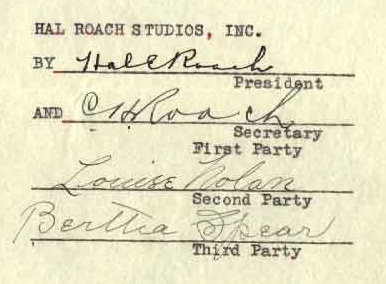 HAL ROACH STUDIOS, INC.
BY Hal E Roach
President
AND C H Roach
Secretary
First Party
Louise Nolan
Second Party
Bertha Spear
Third Party